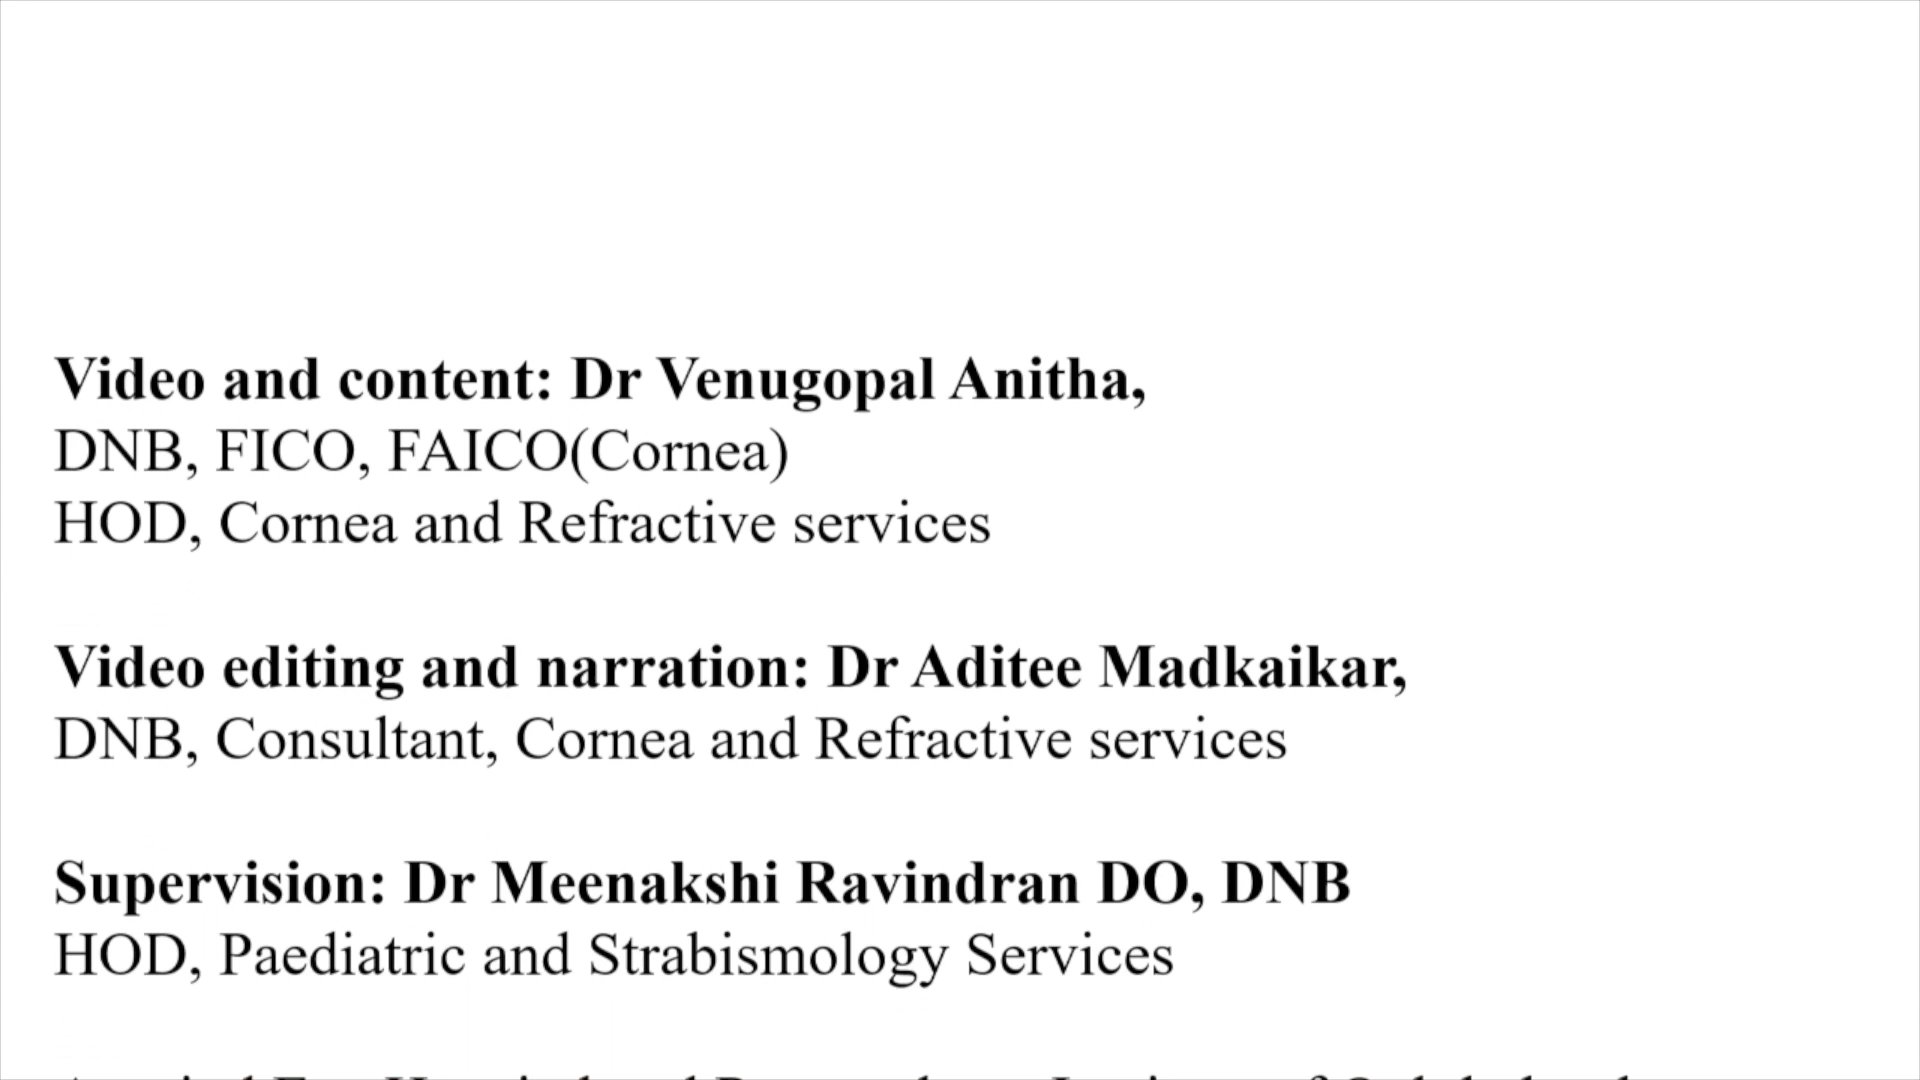 Video and content: Dr Venugopal Anitha,
DNB, FICO, FAICO(Cornea)
HOD, Cornea and Refractive services
Video editing and narration: Dr Aditee Madkaikar,
DNB, Consultant, Cornea and Refractive services
Supervision: Dr Meenakshi Ravindran DO, DNB
HOD, Paediatric and Strabismology Services